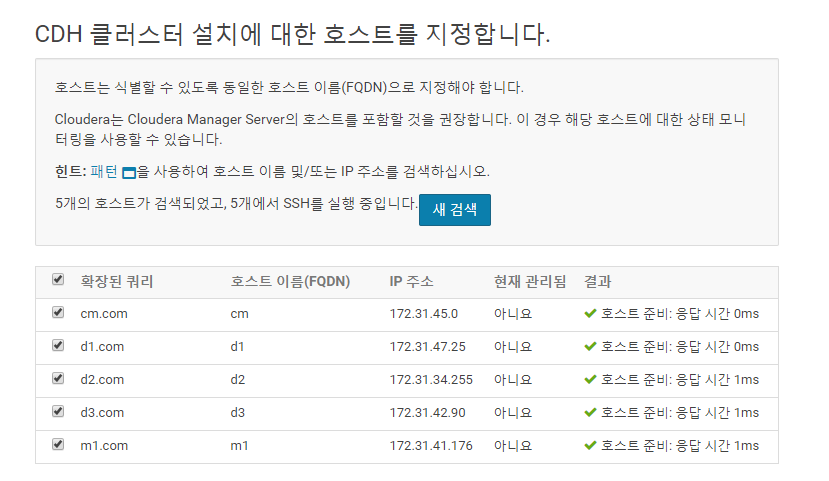 CDH 클러스터 설치에 대한 호스트를 지정합니다.
호스트는 식별할 수 있도록 동일한 호스트 이름(FQDN)으로 지정해야 합니다.
Cloudera는 Cloudera Manager Server의 호스트를 포함할 것을 권장합니다. 이 경우 해당 호스트에 대한 상태 모니
터링을 사용할 수 있습니다.
힌트: 패턴 을 사용하여 호스트 이름 및/또는 IP 주소를 검색하십시오.
5개의 호스트가 검색되었고, 5개에서 SSH를 실행 중입니다. 새 검색
확장된 쿼리 호스트 이름(FQDN) IP 주소 현재 관리됨 결과
cm.com cm 172.31.45.0 아니요 호스트 준비: 응답 시간 0ms
d1.com d1 172.31.47.25 아니요 호스트 준비: 응답 시간 0ms
d2.com d2 172.31.34.255 아니요 호스트 준비: 응답 시간 1ms
d3.com d3 172.31.42.90 아니요 호스트 준비: 응답 시간 1ms
m1.com m1 172.31.41.176 아니요 호스트 준비: 응답 시간 1ms